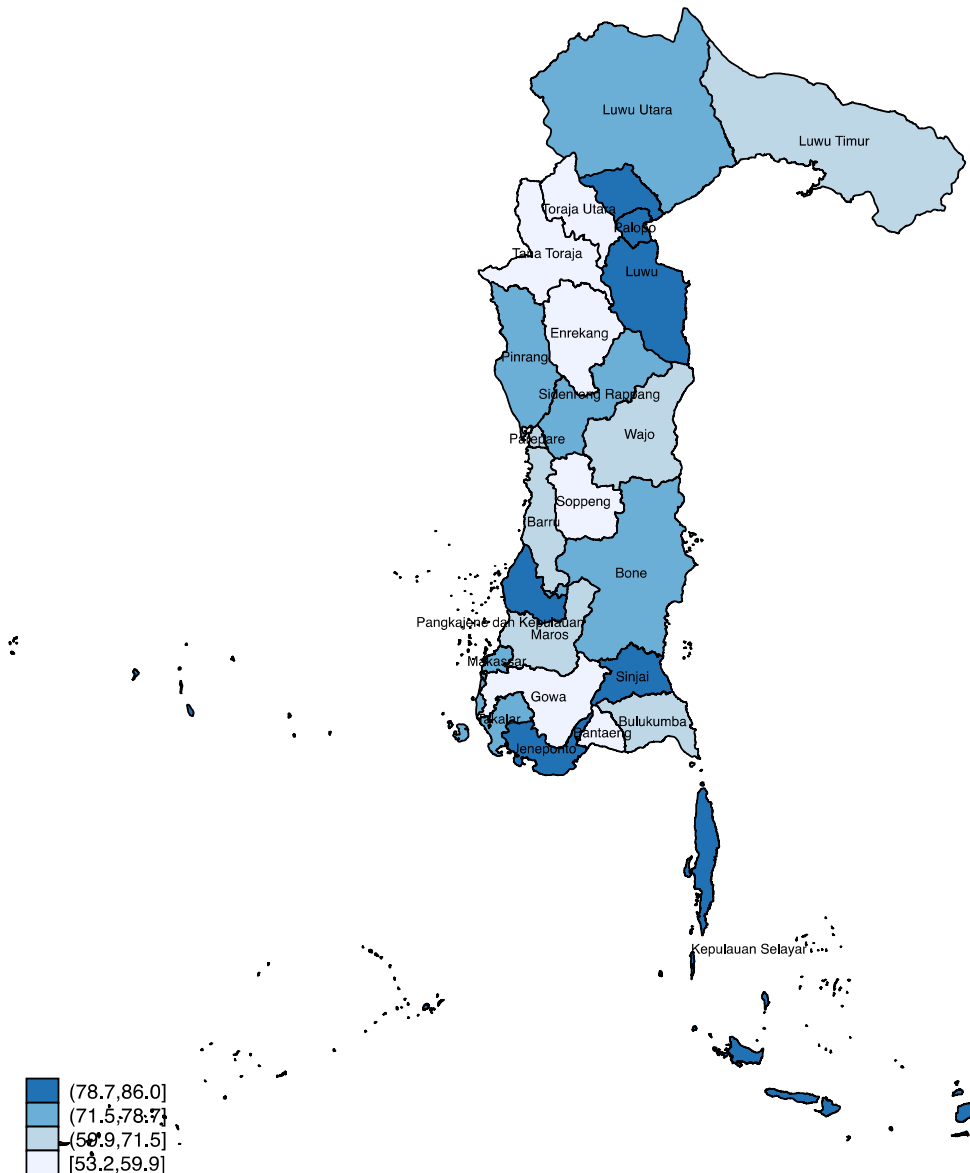 Luwu Utara
Luwu Timur
Toraja Utara
Palopo
Tana Toraja
Luwu
Enrekang
Pinrang
Sidenreng Rappang
Wajo
Parepare
Soppeng
Barru
Bone
Pangkajene dan Kepulauan
Maros
Makassar
Sinjai
Gowa
Takalar
Bulukumba
Bantaeng
Jeneponto
Kepulauan Selayar
(78.7,86.0]
(71.5,78.7]
(59.9,71.5]
[53.2,59.9]